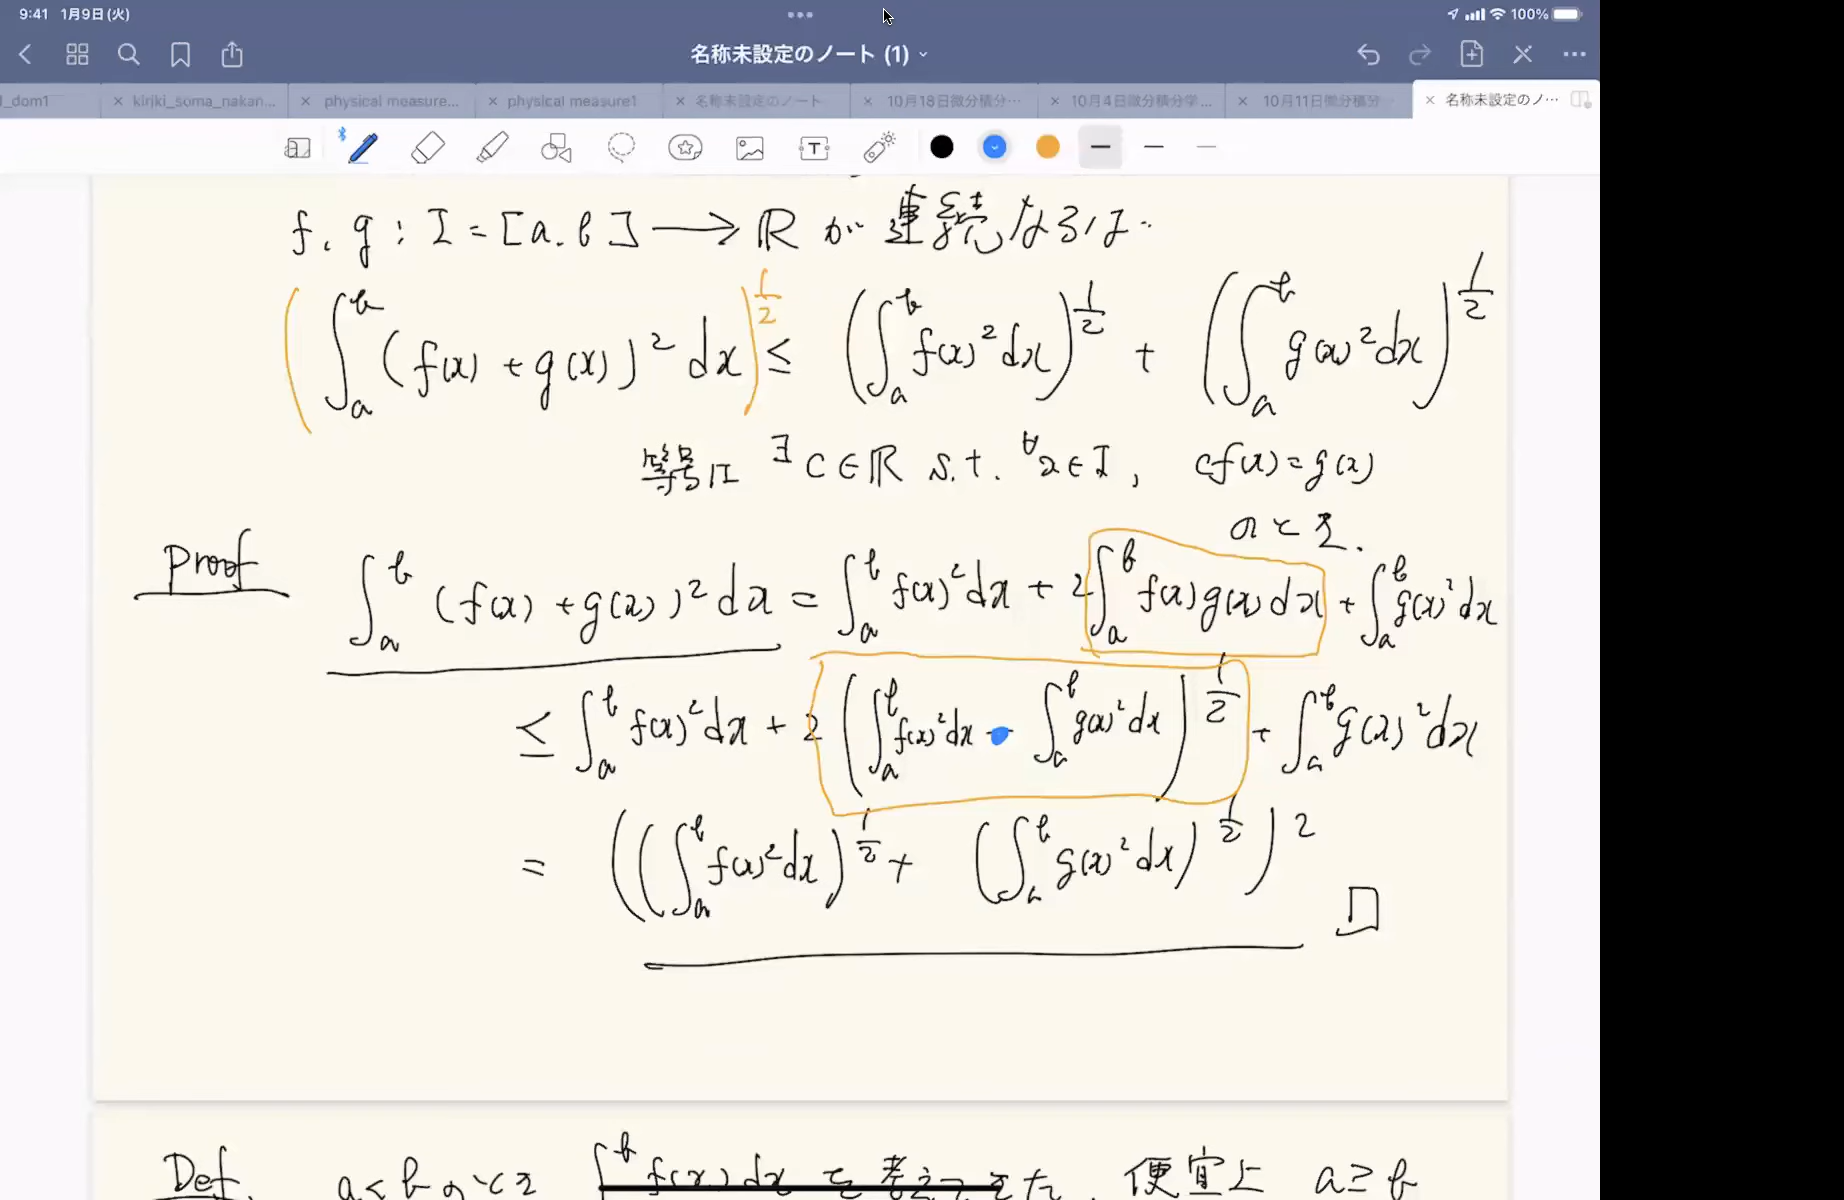 9:41 1月9日(火)
100%
名称未設定のノート (1)
l_dom1
kiriki_soma_nakan...
physical measure...
physical measure1
名称未設定のノート
10月18日微分積分…
10月4日微分積分学...
10月11日微分積分
名称未設定のノ…
f, g : I = [a, b] → ℝ が 連続 ならば
(∫_a^b (f(x) + g(x))² dx)^{1/2} ≤ (∫_a^b f(x)² dx)^{1/2} + (∫_a^b g(x)² dx)^{1/2}
等号は ∃c ∈ ℝ s.t. ∀x ∈ I, cf(x) = g(x)
のとき.
Proof
∫_a^b (f(x) + g(x))² dx = ∫_a^b f(x)² dx + 2∫_a^b f(x) g(x) dx + ∫_a^b g(x)² dx
≤ ∫_a^b f(x)² dx + 2 (∫_a^b f(x)² dx · ∫_a^b g(x)² dx)^{1/2} + ∫_a^b g(x)² dx
= ((∫_a^b f(x)² dx)^{1/2} + (∫_a^b g(x)² dx)^{1/2})² □
Def. a < b のとき ∫^b f(x) dx を考えてきた. 便宜上 a ≥ b